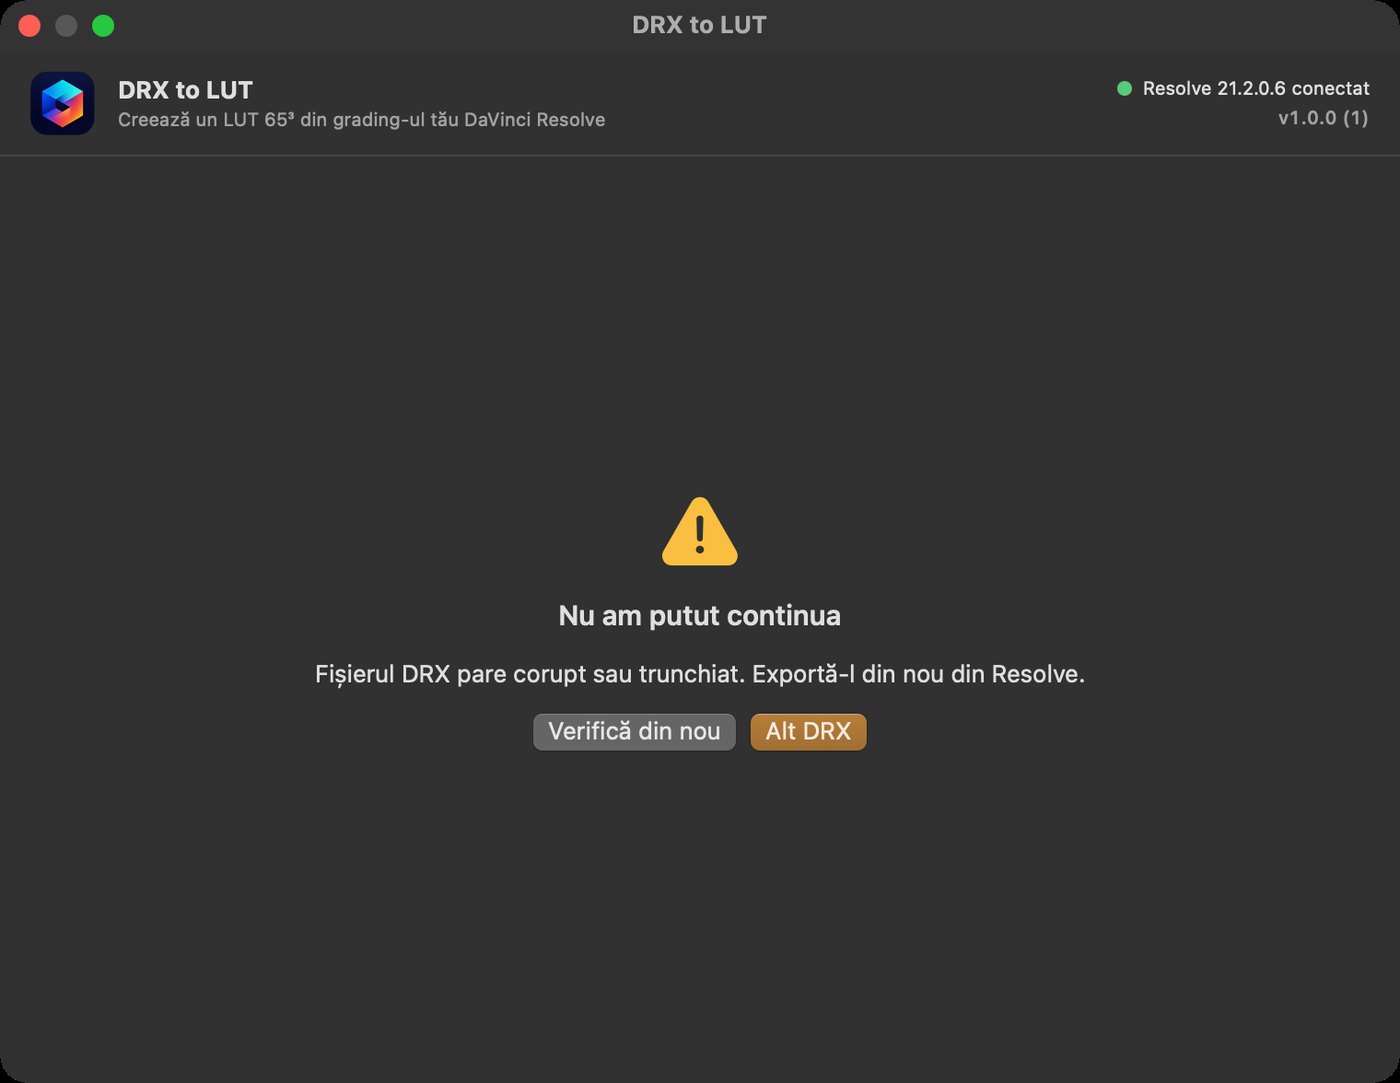 DRX to LUT
DRX to LUT
Creează un LUT 65³ din grading-ul tău DaVinci Resolve
Resolve 21.2.0.6 conectat
v1.0.0 (1)
Nu am putut continua
Fișierul DRX pare corupt sau trunchiat. Exportă-l din nou din Resolve.
Verifică din nou
Alt DRX